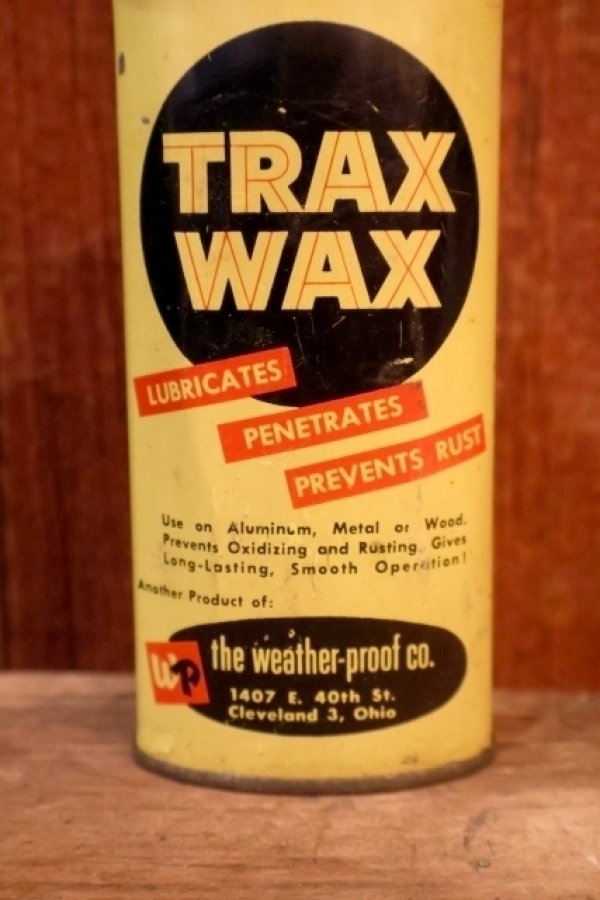 TRAX
WAX
LUBRICATES
PENETRATES
PREVENTS RUST
Use on Aluminum, Metal or Wood.
Prevents Oxidizing and Rusting. Gives
Long-Lasting, Smooth Operation!
Another Product of:
WP
the weather-proof co.
1407 E. 40th St.
Cleveland 3, Ohio